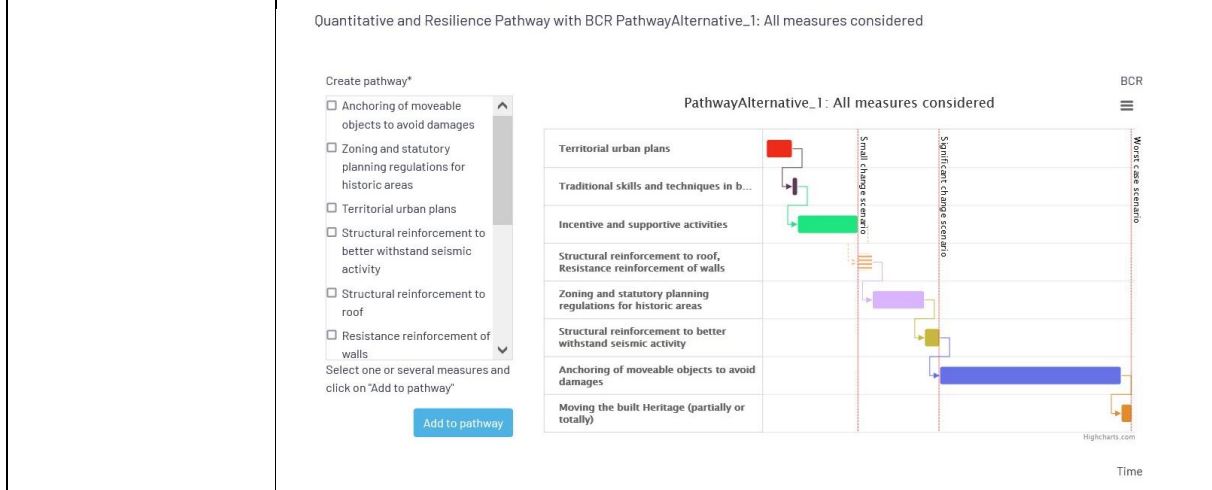 Quantitative and Resilience Pathway with BCR PathwayAlternative_1: All measures considered
Create pathway*
Anchoring of moveable
objects to avoid damages
Zoning and statutory
planning regulations for
historic areas
Territorial urban plans
Structural reinforcement to
better withstand seismic
activity
Structural reinforcement to
roof
Resistance reinforcement of
walls
Select one or several measures and
click on "Add to pathway"
Add to pathway
BCR
PathwayAlternative_1: All measures considered
Territorial urban plans
Traditional skills and techniques in b...
Incentive and supportive activities
Structural reinforcement to roof,
Resistance reinforcement of walls
Zoning and statutory planning
regulations for historic areas
Structural reinforcement to better
withstand seismic activity
Anchoring of moveable objects to avoid
damages
Moving the built Heritage (partially or
totally)
Small change scenario
Significant change scenario
Worst case scenario
Highcharts.com
Time